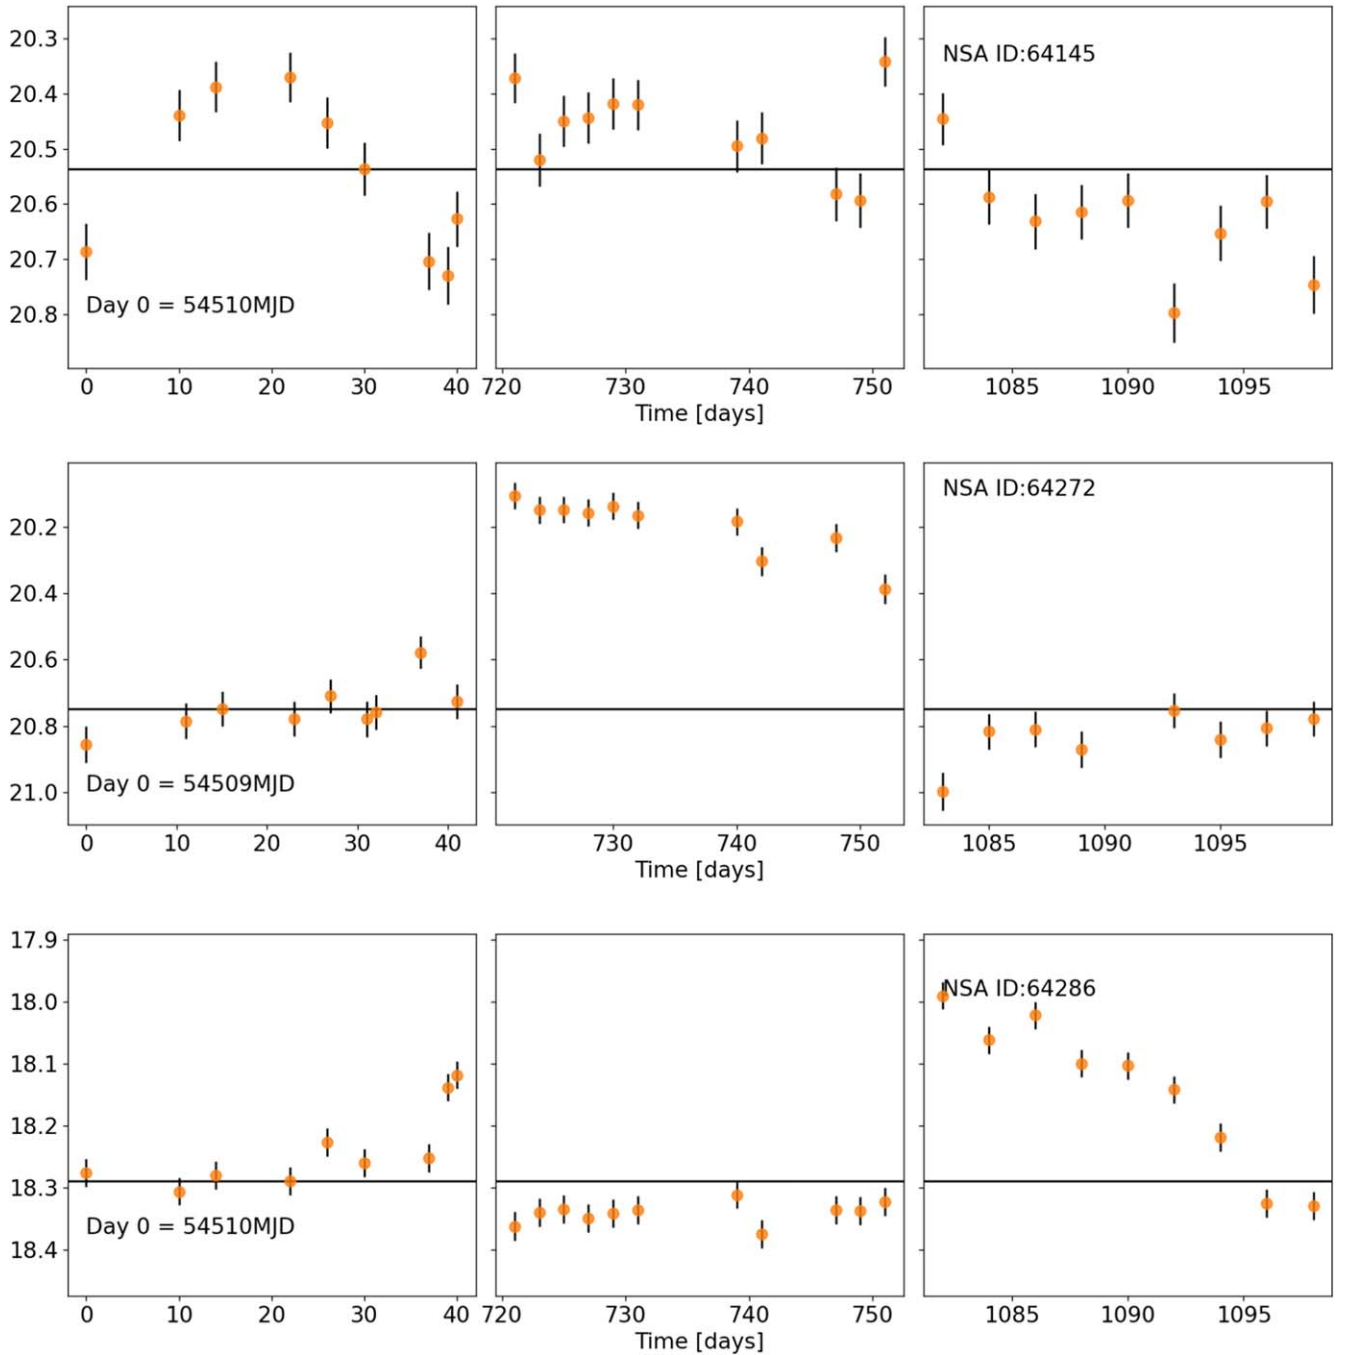 20.3
20.4
20.5
20.6
20.7
20.8
NSA ID:64145
Day 0 = 54510MJD
0 10 20 30 40 720 730 740 750 1085 1090 1095
Time [days]
20.2
20.4
20.6
20.8
21.0
NSA ID:64272
Day 0 = 54509MJD
0 10 20 30 40 730 740 750 1085 1090 1095
Time [days]
17.9
18.0
18.1
18.2
18.3
18.4
NSA ID:64286
Day 0 = 54510MJD
0 10 20 30 40 720 730 740 750 1085 1090 1095
Time [days]